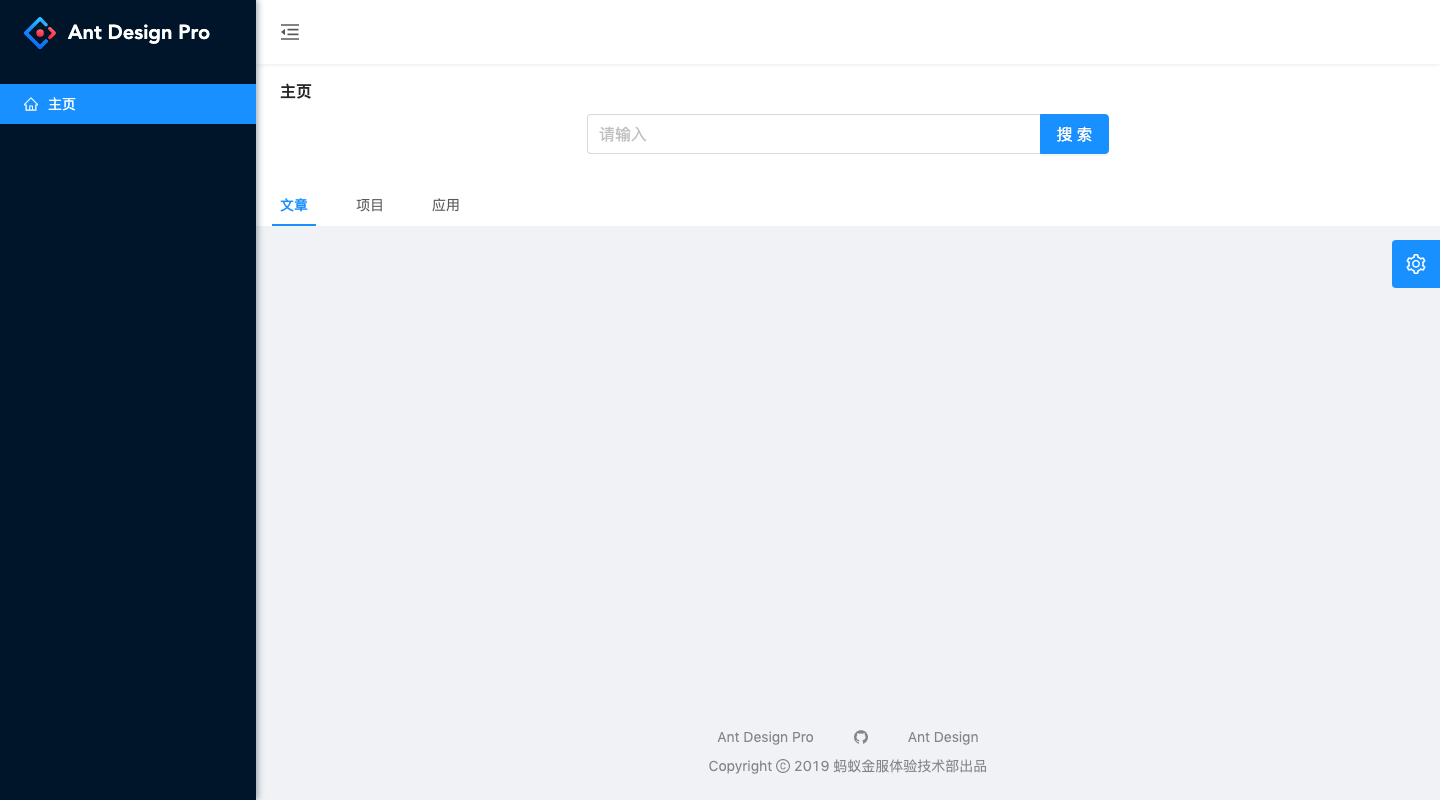 Ant Design Pro
主页
主页
请输入
搜 索
文章 项目 应用
Ant Design Pro Ant Design
Copyright © 2019 蚂蚁金服体验技术部出品